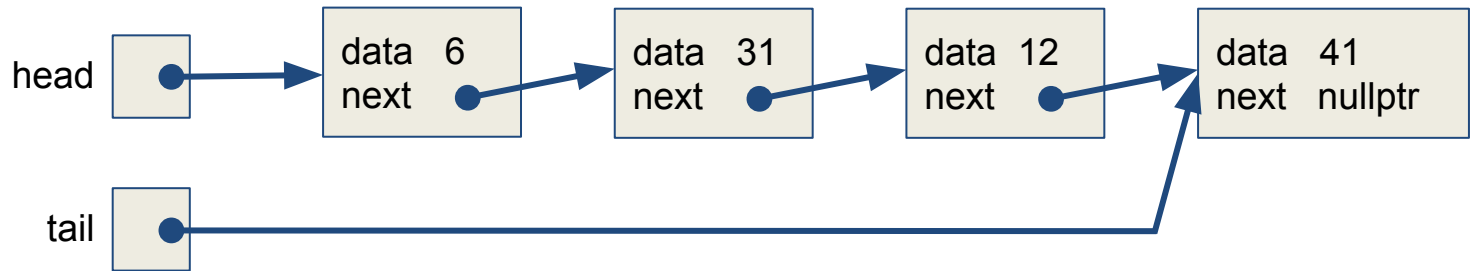 head
data 6
next
data 31
next
data 12
next
data 41
next nullptr
tail